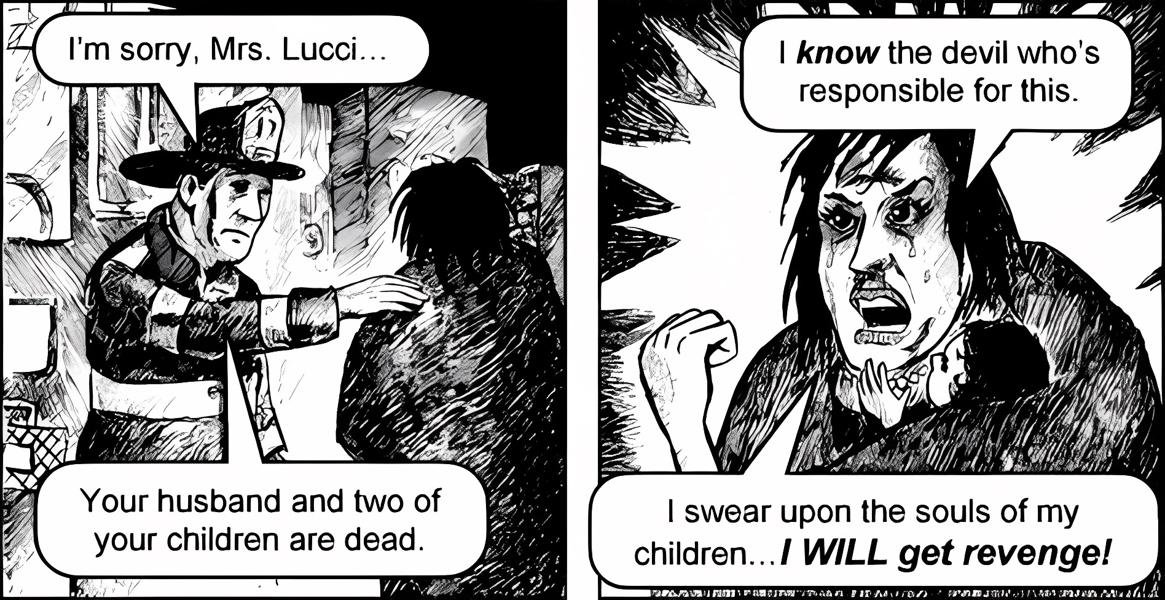 I'm sorry, Mrs. Lucci...
Your husband and two of
your children are dead.
I know the devil who's
responsible for this.
I swear upon the souls of my
children...I WILL get revenge!